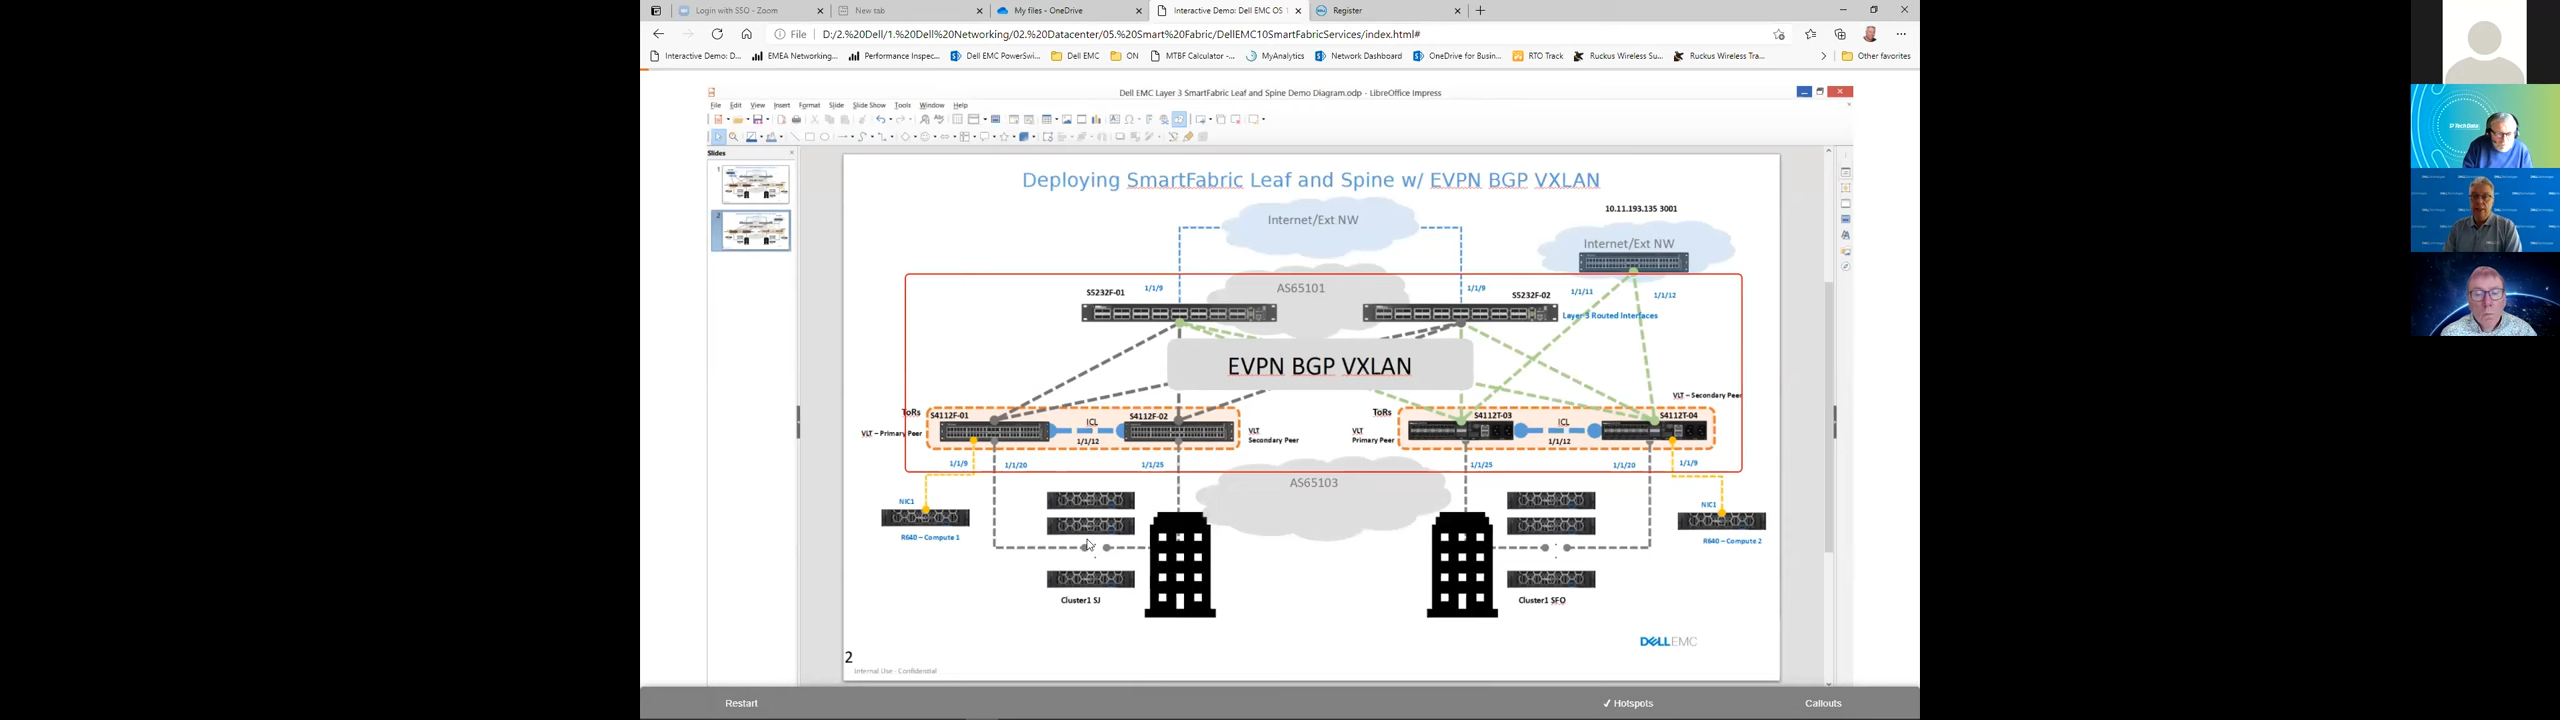 Login with SSO - Zoom
New tab
My files - OneDrive
Interactive Demo: Dell EMC OS 1
Register
File
D:/2.%20Dell/1.%20Dell%20Networking/02.%20Datacenter/05.%20Smart%20Fabric/DellEMC10SmartFabricServices/index.html#
Interactive Demo: D...
EMEA Networking...
Performance Inspec...
Dell EMC PowerSwi...
Dell EMC
ON
MTBF Calculator -...
MyAnalytics
Network Dashboard
OneDrive for Busin...
RTO Track
Ruckus Wireless Su...
Ruckus Wireless Tra...
Other favorites
Dell EMC Layer 3 SmartFabric Leaf and Spine Demo Diagram.odp - LibreOffice Impress
File Edit View Insert Format Slide Slide Show Tools Window Help
Slides
1
2
Deploying SmartFabric Leaf and Spine w/ EVPN BGP VXLAN
Internet/Ext NW
10.11.193.135 3001
Internet/Ext NW
S5232F-01
1/1/9
AS65101
1/1/9
S5232F-02
1/1/11
1/1/12
Layer 3 Routed Interfaces
EVPN BGP VXLAN
VLT – Secondary Peer
ToRs
S4112F-01
ICL
S4112F-02
VLT – Primary Peer
1/1/12
VLT
Secondary Peer
ToRs
S4112T-03
ICL
S4112T-04
VLT
Primary Peer
1/1/12
1/1/9
1/1/20
1/1/25
1/1/25
1/1/20
1/1/9
AS65103
NIC1
R640 – Compute 1
NIC1
R640 – Compute 2
Cluster1 SJ
Cluster1 SFO
DELLEMC
2
Internal Use - Confidential
Restart
✓ Hotspots
Callouts
Tech Data